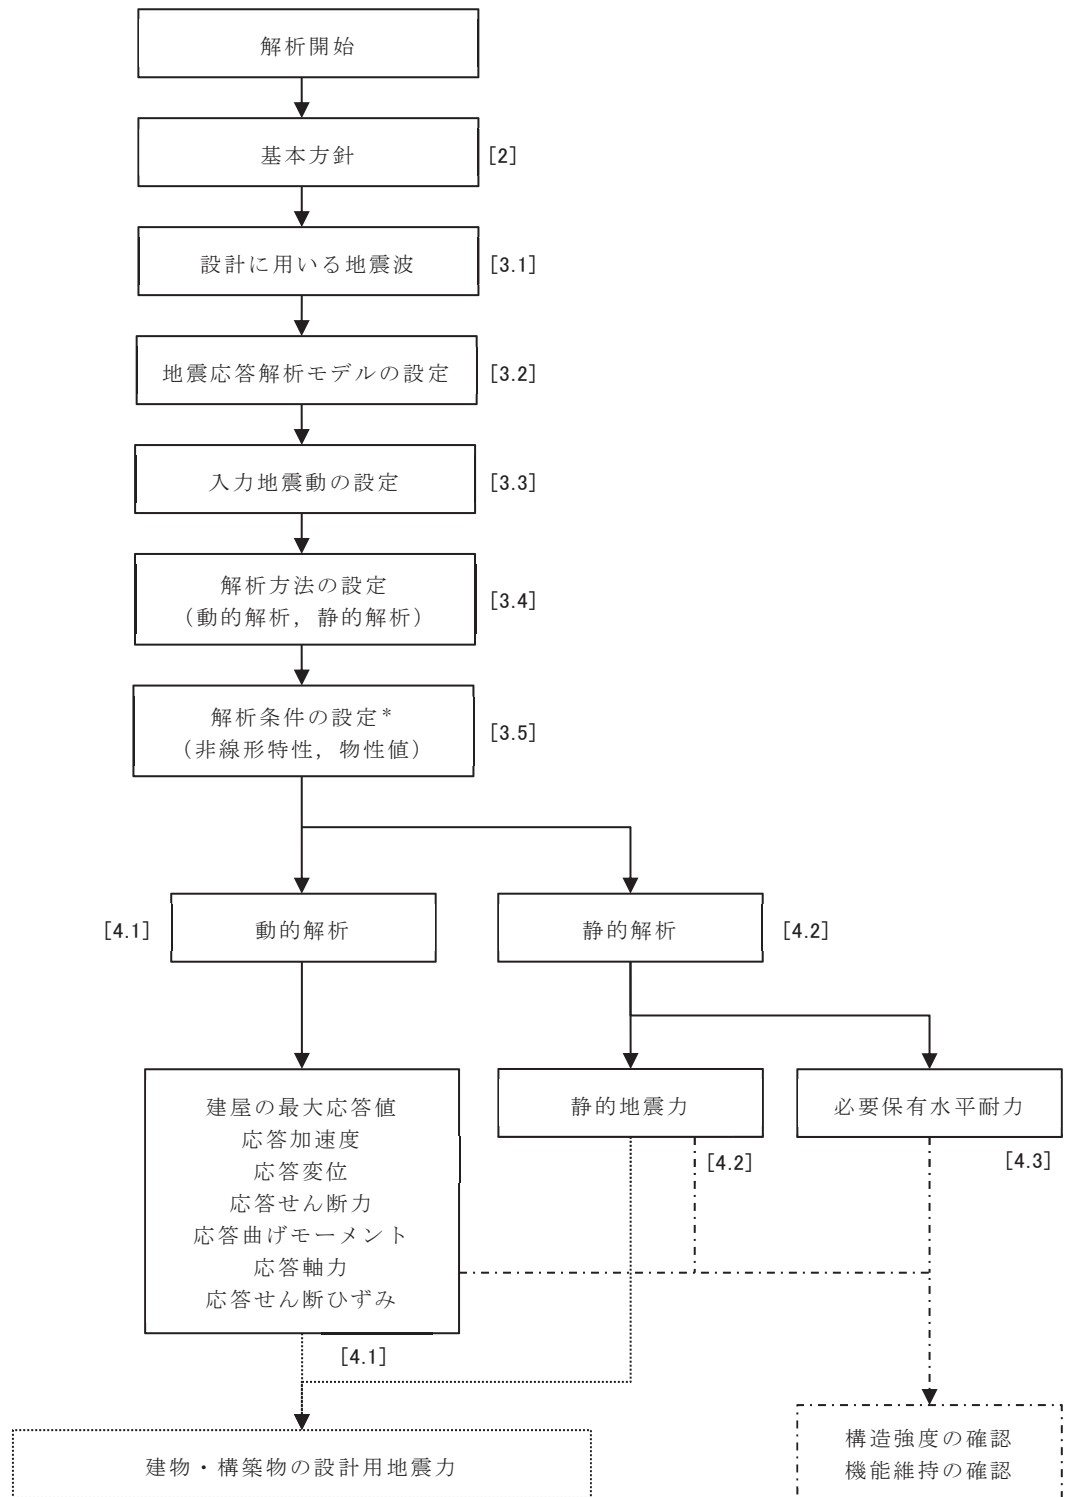 解析開始
基本方針
[2]
設計に用いる地震波
[3.1]
地震応答解析モデルの設定
[3.2]
入力地震動の設定
[3.3]
解析方法の設定
（動的解析，静的解析）
[3.4]
解析条件の設定*
（非線形特性，物性値）
[3.5]
[4.1]
動的解析
静的解析
[4.2]
建屋の最大応答値
応答加速度
応答変位
応答せん断力
応答曲げモーメント
応答軸力
応答せん断ひずみ
[4.1]
静的地震力
[4.2]
必要保有水平耐力
[4.3]
建物・構築物の設計用地震力
構造強度の確認
機能維持の確認